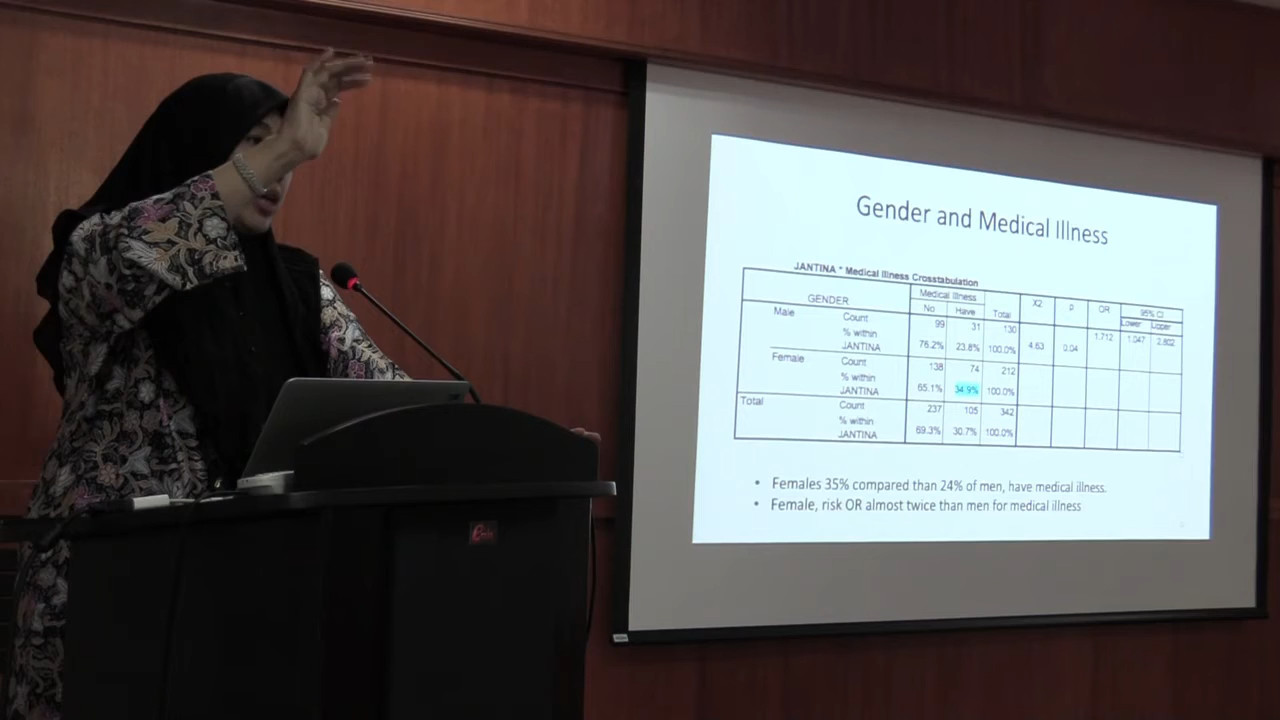 Gender and Medical Illness
JANTINA * Medical Illness Crosstabulation
GENDER Medical Illness Total X2 p OR 95% CI
No Have Lower Upper
Male Count 99 31 130
% within JANTINA 76.2% 23.8% 100.0% 4.63 0.04 1.712 1.047 2.802
Female Count 138 74 212
% within JANTINA 65.1% 34.9% 100.0%
Total Count 237 105 342
% within JANTINA 69.3% 30.7% 100.0%
• Females 35% compared than 24% of men, have medical illness.
• Female, risk OR almost twice than men for medical illness